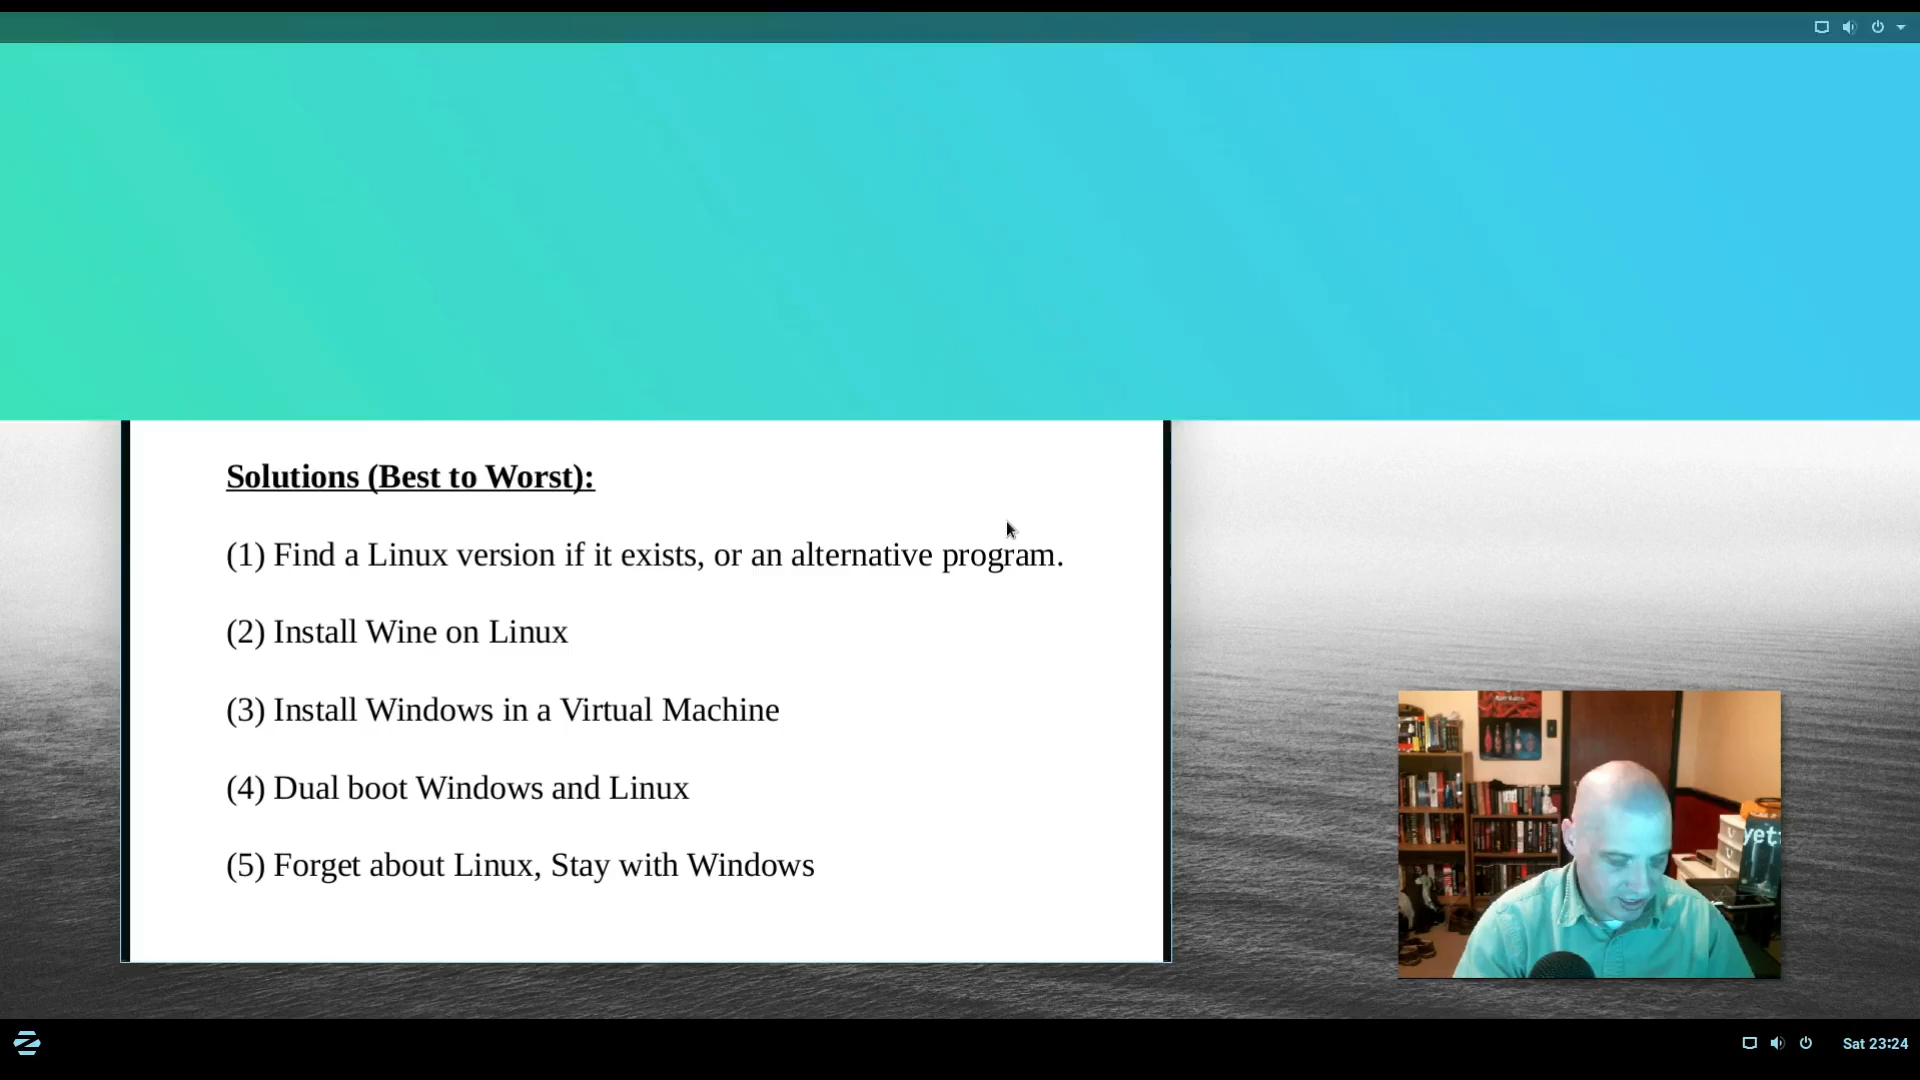 Solutions (Best to Worst):
(1) Find a Linux version if it exists, or an alternative program.
(2) Install Wine on Linux
(3) Install Windows in a Virtual Machine
(4) Dual boot Windows and Linux
(5) Forget about Linux, Stay with Windows
yeti
Sat 23:24